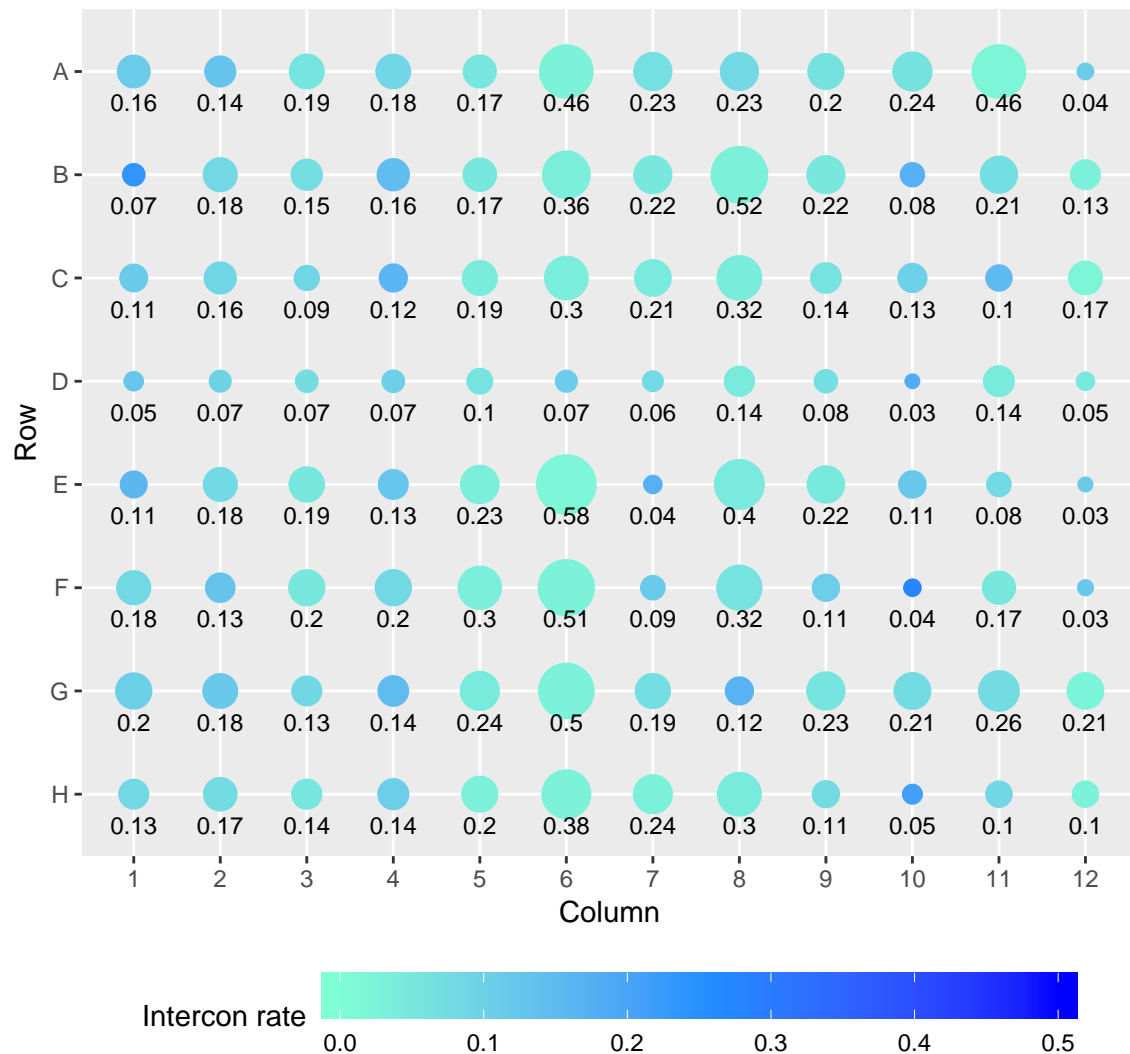 A
0.16 0.14 0.19 0.18 0.17 0.46 0.23 0.23 0.2 0.24 0.46 0.04
B
0.07 0.18 0.15 0.16 0.17 0.36 0.22 0.52 0.22 0.08 0.21 0.13
C
0.11 0.16 0.09 0.12 0.19 0.3 0.21 0.32 0.14 0.13 0.1 0.17
D
0.05 0.07 0.07 0.07 0.1 0.07 0.06 0.14 0.08 0.03 0.14 0.05
Row
E
0.11 0.18 0.19 0.13 0.23 0.58 0.04 0.4 0.22 0.11 0.08 0.03
F
0.18 0.13 0.2 0.2 0.3 0.51 0.09 0.32 0.11 0.04 0.17 0.03
G
0.2 0.18 0.13 0.14 0.24 0.5 0.19 0.12 0.23 0.21 0.26 0.21
H
0.13 0.17 0.14 0.14 0.2 0.38 0.24 0.3 0.11 0.05 0.1 0.1
1 2 3 4 5 6 7 8 9 10 11 12
Column
Intercon rate
0.0 0.1 0.2 0.3 0.4 0.5